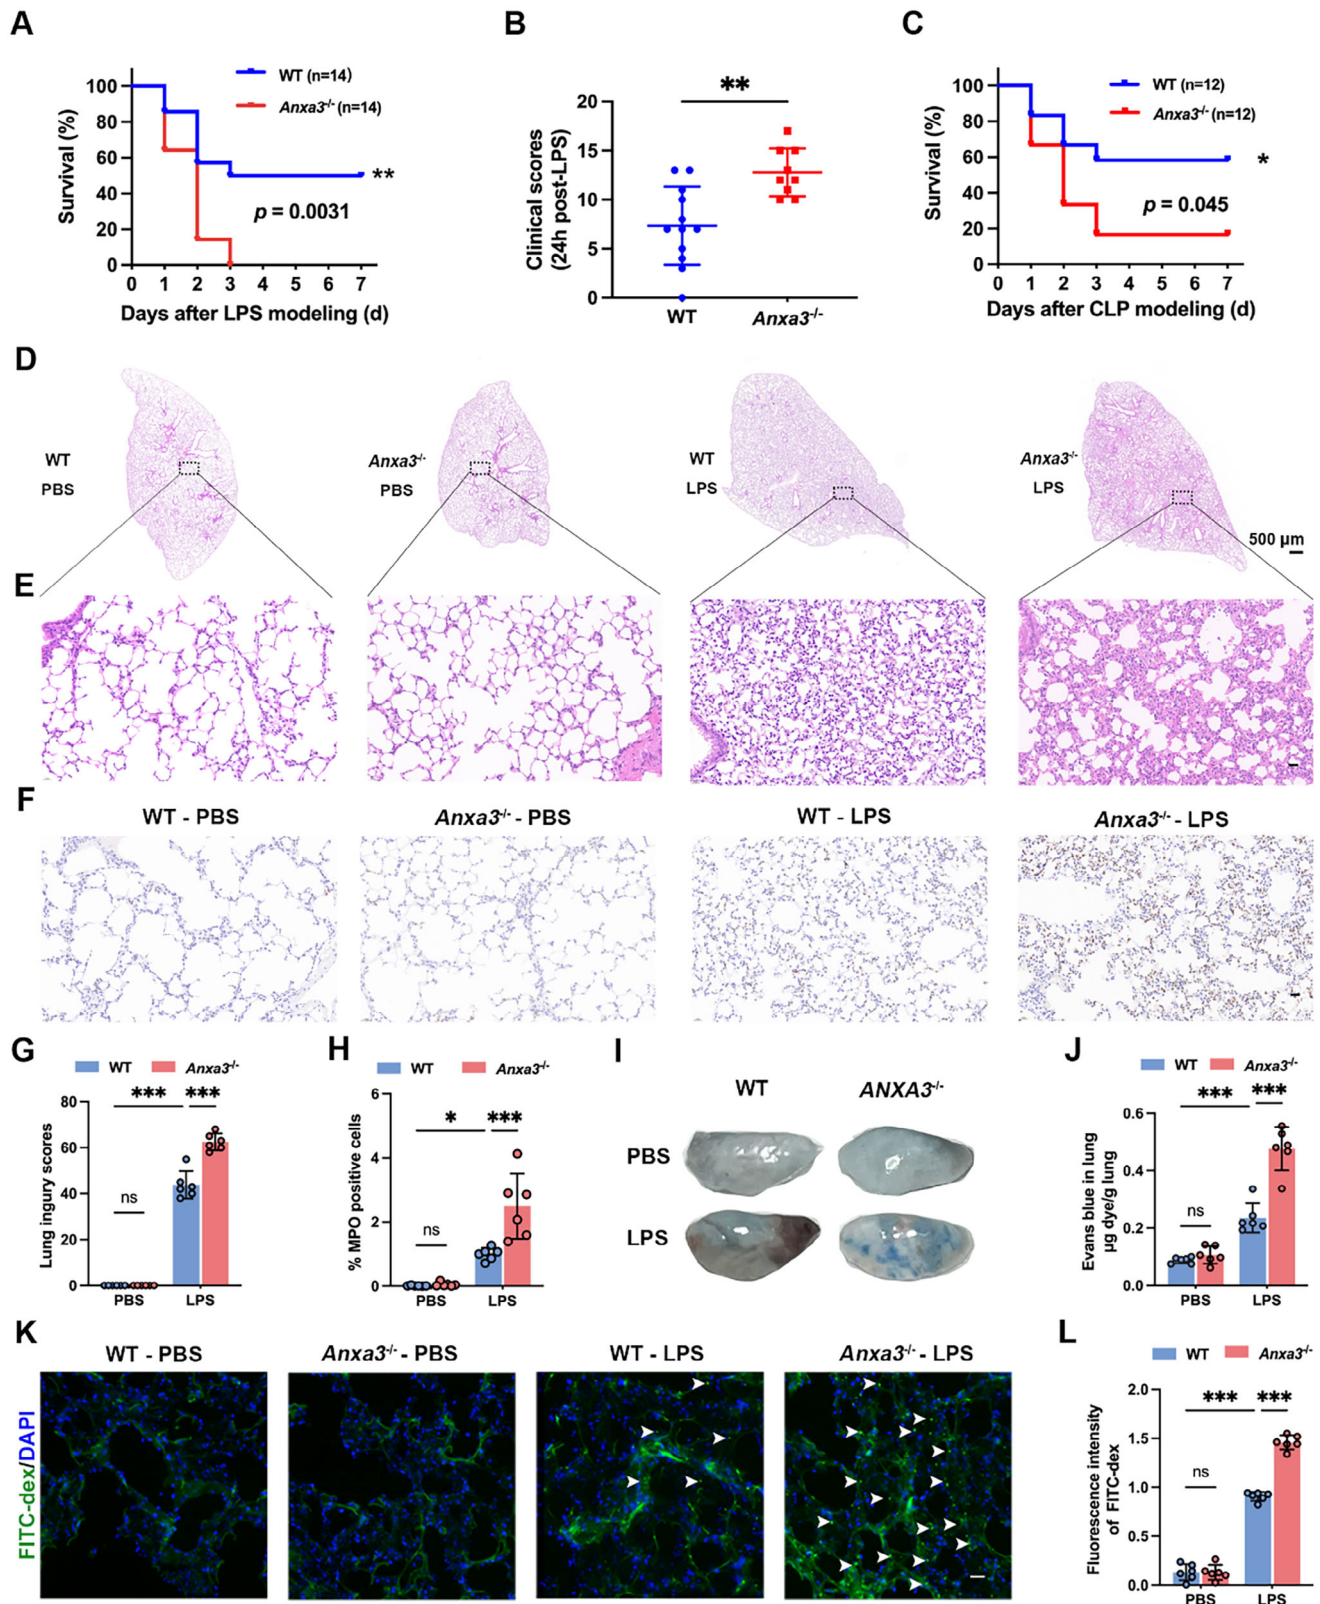 A
WT (n=14)
Anxa3-/- (n=14)
Survival (%)
100
80
60
40
20
0
**
p = 0.0031
0 1 2 3 4 5 6 7
Days after LPS modeling (d)
B
**
Clinical scores
(24h post-LPS)
20
15
10
5
0
WT Anxa3-/-
C
WT (n=12)
Anxa3-/- (n=12)
Survival (%)
100
80
60
40
20
0
*
p = 0.045
0 1 2 3 4 5 6 7
Days after CLP modeling (d)
D
WT
PBS
Anxa3-/-
PBS
WT
LPS
Anxa3-/-
LPS
500 μm
E
F
WT - PBS
Anxa3-/- - PBS
WT - LPS
Anxa3-/- - LPS
G
WT Anxa3-/-
*** ***
ns
Lung ingury scores
80
60
40
20
0
PBS LPS
H
WT Anxa3-/-
* ***
ns
% MPO positive cells
6
4
2
0
PBS LPS
I
WT ANXA3-/-
PBS
LPS
J
WT Anxa3-/-
*** ***
ns
Evans blue in lung
μg dye/g lung
0.6
0.4
0.2
0.0
PBS LPS
K
WT - PBS
Anxa3-/- - PBS
WT - LPS
Anxa3-/- - LPS
FITC-dex/DAPI
L
WT Anxa3-/-
*** ***
ns
Fluorescence intensity
of FITC-dex
2.0
1.5
1.0
0.5
0.0
PBS LPS